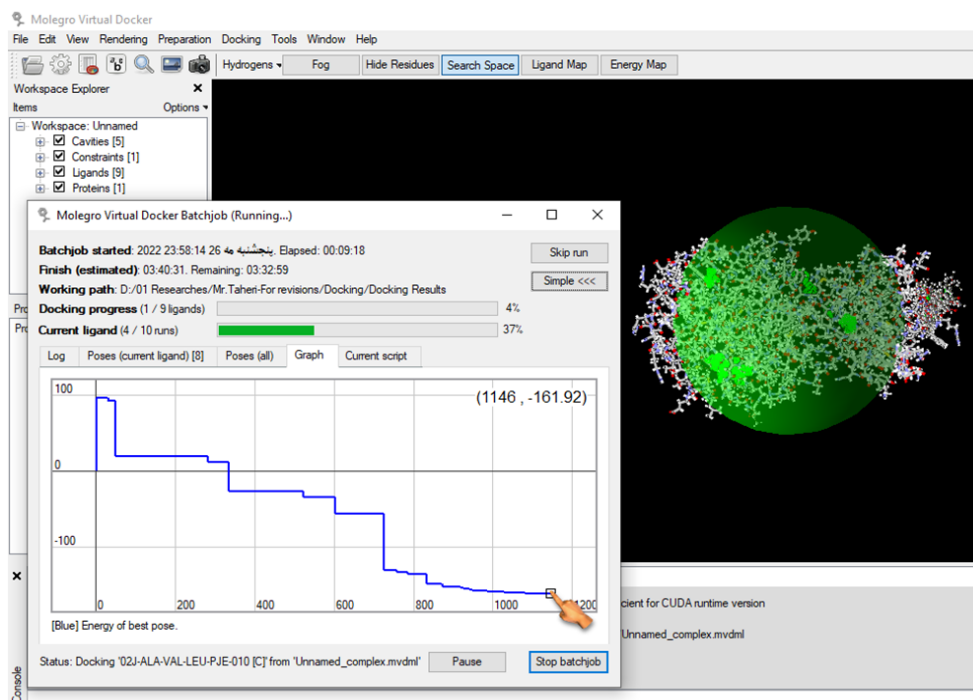 Molegro Virtual Docker
File Edit View Rendering Preparation Docking Tools Window Help
Hydrogens Fog Hide Residues Search Space Ligand Map Energy Map
Workspace Explorer
Items Options
Workspace: Unnamed
Cavities [5]
Constraints [1]
Ligands [9]
Proteins [1]
Molegro Virtual Docker Batchjob (Running...)
Batchjob started: 2022 23:58:14 26 پنجشنبه مه. Elapsed: 00:09:18
Skip run
Finish (estimated): 03:40:31. Remaining: 03:32:59
Simple <<<
Working path: D:/01 Researches/Mr.Taheri-For revisions/Docking/Docking Results
Docking progress (1 / 9 ligands) 4%
Current ligand (4 / 10 runs) 37%
Log Poses (current ligand) [8] Poses (all) Graph Current script
100
(1146 , -161.92)
0
-100
0 200 400 600 800 1000 1200
[Blue] Energy of best pose.
Status: Docking '02J-ALA-VAL-LEU-PJE-010 [C]' from 'Unnamed_complex.mvdml'
Pause Stop batchjob
cient for CUDA runtime version
Unnamed_complex.mvdml
onsole